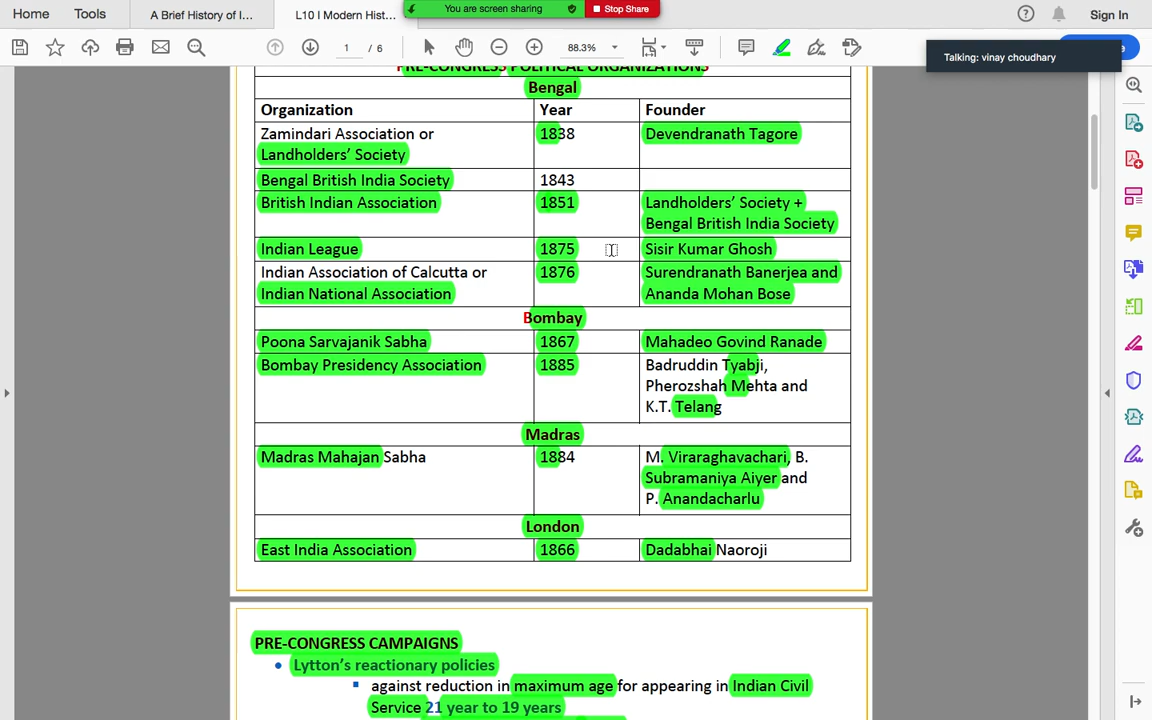 Home Tools A Brief History of I... L10 I Modern Hist... You are screen sharing Stop Share Sign In
1 / 6 88.3%
Talking: vinay choudhary
PRE-CONGRESS POLITICAL ORGANIZATIONS
Bengal
Organization Year Founder
Zamindari Association or 1838 Devendranath Tagore
Landholders’ Society
Bengal British India Society 1843
British Indian Association 1851 Landholders’ Society +
Bengal British India Society
Indian League 1875 Sisir Kumar Ghosh
Indian Association of Calcutta or 1876 Surendranath Banerjea and
Indian National Association Ananda Mohan Bose
Bombay
Poona Sarvajanik Sabha 1867 Mahadeo Govind Ranade
Bombay Presidency Association 1885 Badruddin Tyabji,
Pherozshah Mehta and
K.T. Telang
Madras
Madras Mahajan Sabha 1884 M. Viraraghavachari, B.
Subramaniya Aiyer and
P. Anandacharlu
London
East India Association 1866 Dadabhai Naoroji
PRE-CONGRESS CAMPAIGNS
• Lytton’s reactionary policies
▪ against reduction in maximum age for appearing in Indian Civil
Service 21 year to 19 years